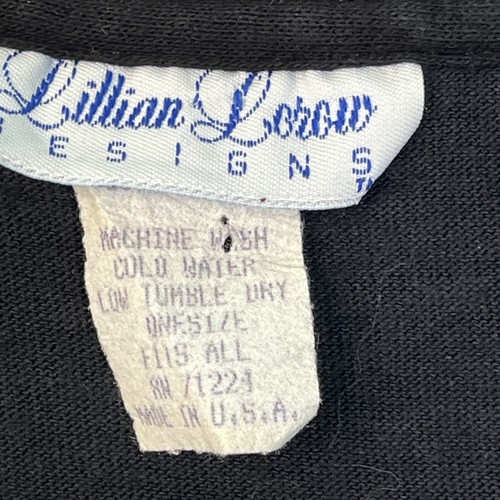 Lillian Lorow
DESIGNS
TM
MACHINE WASH
COLD WATER
LOW TUMBLE DRY
ONESIZE
FITS ALL
RN 71224
MADE IN U.S.A.